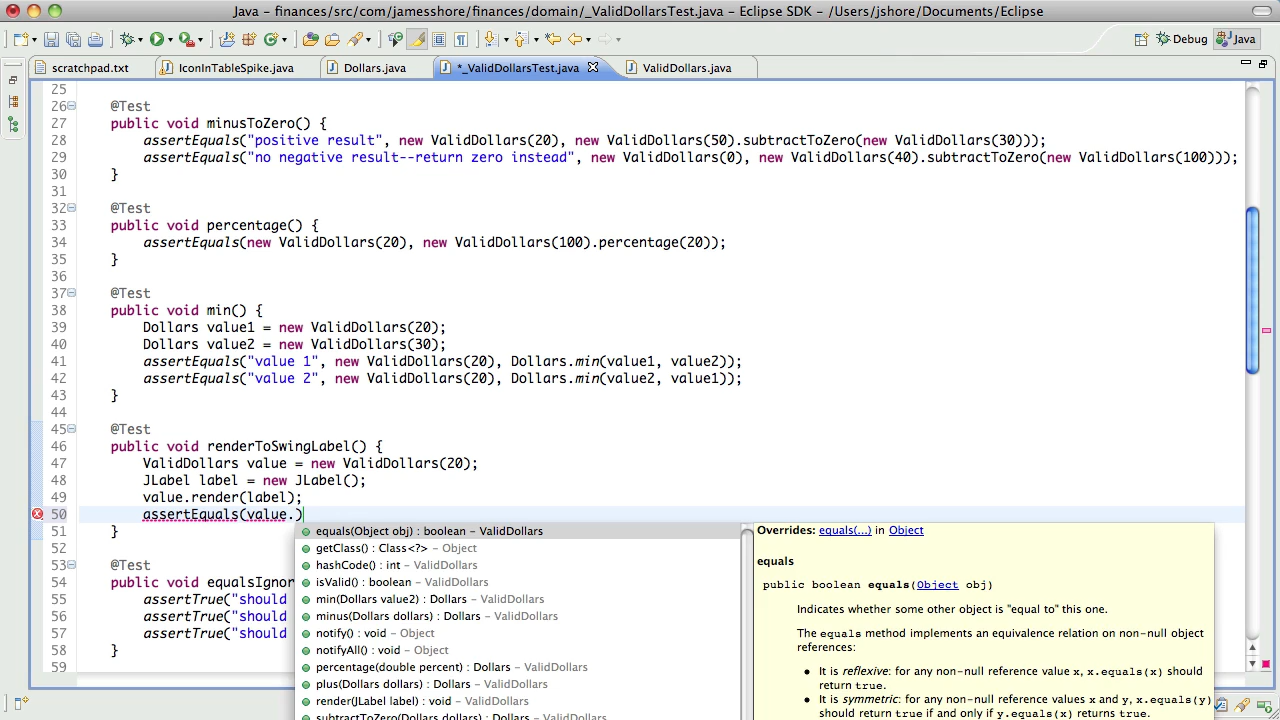 Java – finances/src/com/jamesshore/finances/domain/_ValidDollarsTest.java – Eclipse SDK – /Users/jshore/Documents/Eclipse
Debug Java
scratchpad.txt IconInTableSpike.java Dollars.java *_ValidDollarsTest.java ValidDollars.java
25
26 @Test
27 public void minusToZero() {
28 assertEquals("positive result", new ValidDollars(20), new ValidDollars(50).subtractToZero(new ValidDollars(30)));
29 assertEquals("no negative result--return zero instead", new ValidDollars(0), new ValidDollars(40).subtractToZero(new ValidDollars(100)));
30 }
31
32 @Test
33 public void percentage() {
34 assertEquals(new ValidDollars(20), new ValidDollars(100).percentage(20));
35 }
36
37 @Test
38 public void min() {
39 Dollars value1 = new ValidDollars(20);
40 Dollars value2 = new ValidDollars(30);
41 assertEquals("value 1", new ValidDollars(20), Dollars.min(value1, value2));
42 assertEquals("value 2", new ValidDollars(20), Dollars.min(value2, value1));
43 }
44
45 @Test
46 public void renderToSwingLabel() {
47 ValidDollars value = new ValidDollars(20);
48 JLabel label = new JLabel();
49 value.render(label);
50 assertEquals(value.)
51 }
52
53 @Test
54 public void equalsIgnor
55 assertTrue("should
56 assertTrue("should
57 assertTrue("should
58 }
59
equals(Object obj) : boolean – ValidDollars
getClass() : Class<?> – Object
hashCode() : int – ValidDollars
isValid() : boolean – ValidDollars
min(Dollars value2) : Dollars – ValidDollars
minus(Dollars dollars) : Dollars – ValidDollars
notify() : void – Object
notifyAll() : void – Object
percentage(double percent) : Dollars – ValidDollars
plus(Dollars dollars) : Dollars – ValidDollars
render(JLabel label) : void – ValidDollars
subtractToZero(Dollars dollars) : Dollars – ValidDollars
Overrides: equals(...) in Object
equals
public boolean equals(Object obj)
Indicates whether some other object is "equal to" this one.
The equals method implements an equivalence relation on non-null object
references:
• It is reflexive: for any non-null reference value x, x.equals(x) should
return true.
• It is symmetric: for any non-null reference values x and y, x.equals(y)
should return true if and only if y.equals(x) returns true.